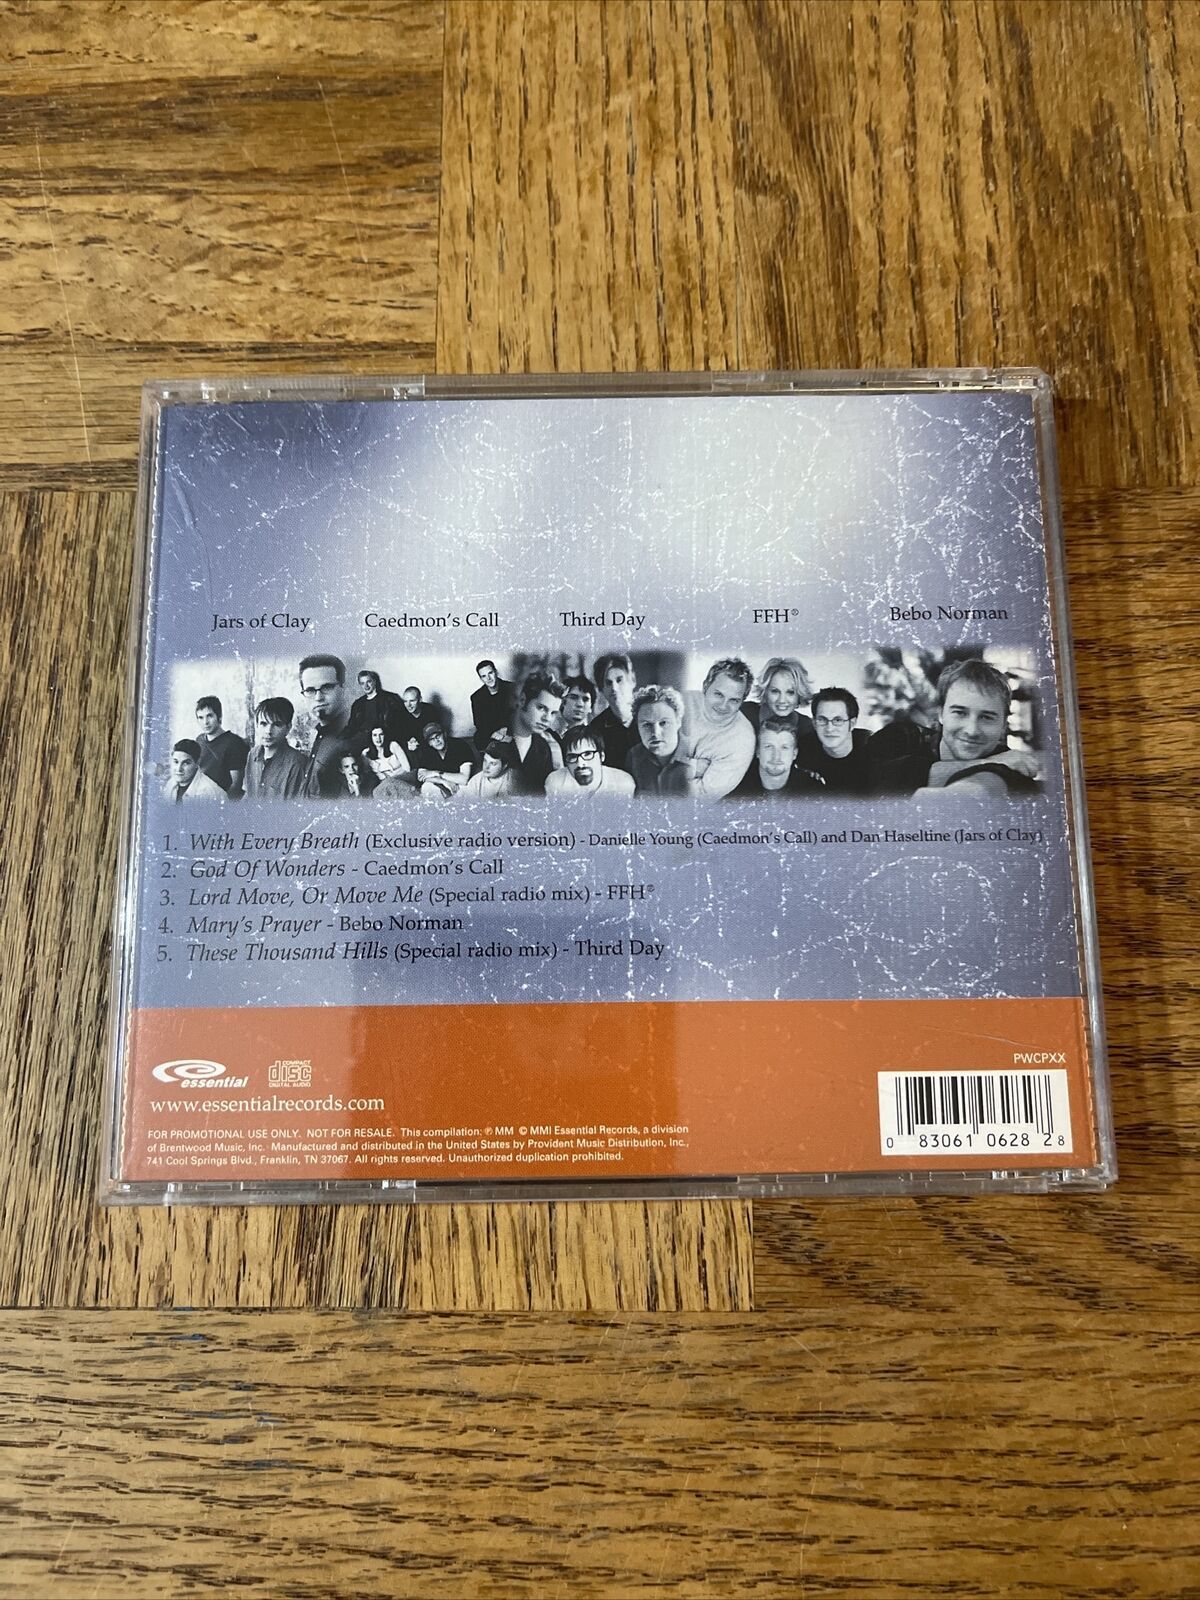 Jars of Clay Caedmon's Call Third Day FFH® Bebo Norman
1. With Every Breath (Exclusive radio version) - Danielle Young (Caedmon's Call) and Dan Haseltine (Jars of Clay)
2. God Of Wonders - Caedmon's Call
3. Lord Move, Or Move Me (Special radio mix) - FFH®
4. Mary's Prayer - Bebo Norman
5. These Thousand Hills (Special radio mix) - Third Day
essential
COMPACT
disc
DIGITAL AUDIO
www.essentialrecords.com
FOR PROMOTIONAL USE ONLY. NOT FOR RESALE. This compilation: ℗ MM © MMI Essential Records, a division
of Brentwood Music, Inc. Manufactured and distributed in the United States by Provident Music Distribution, Inc.,
741 Cool Springs Blvd., Franklin, TN 37067. All rights reserved. Unauthorized duplication prohibited.
PWCPXX
0 83061 0628 2 8